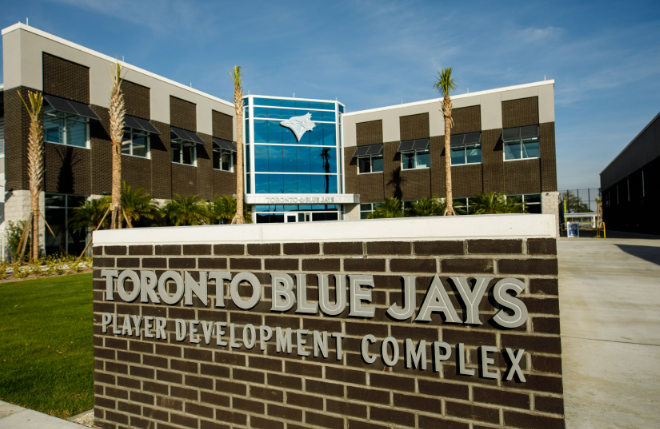 TORONTO BLUE JAYS
TORONTO BLUE JAYS
PLAYER DEVELOPMENT COMPLEX